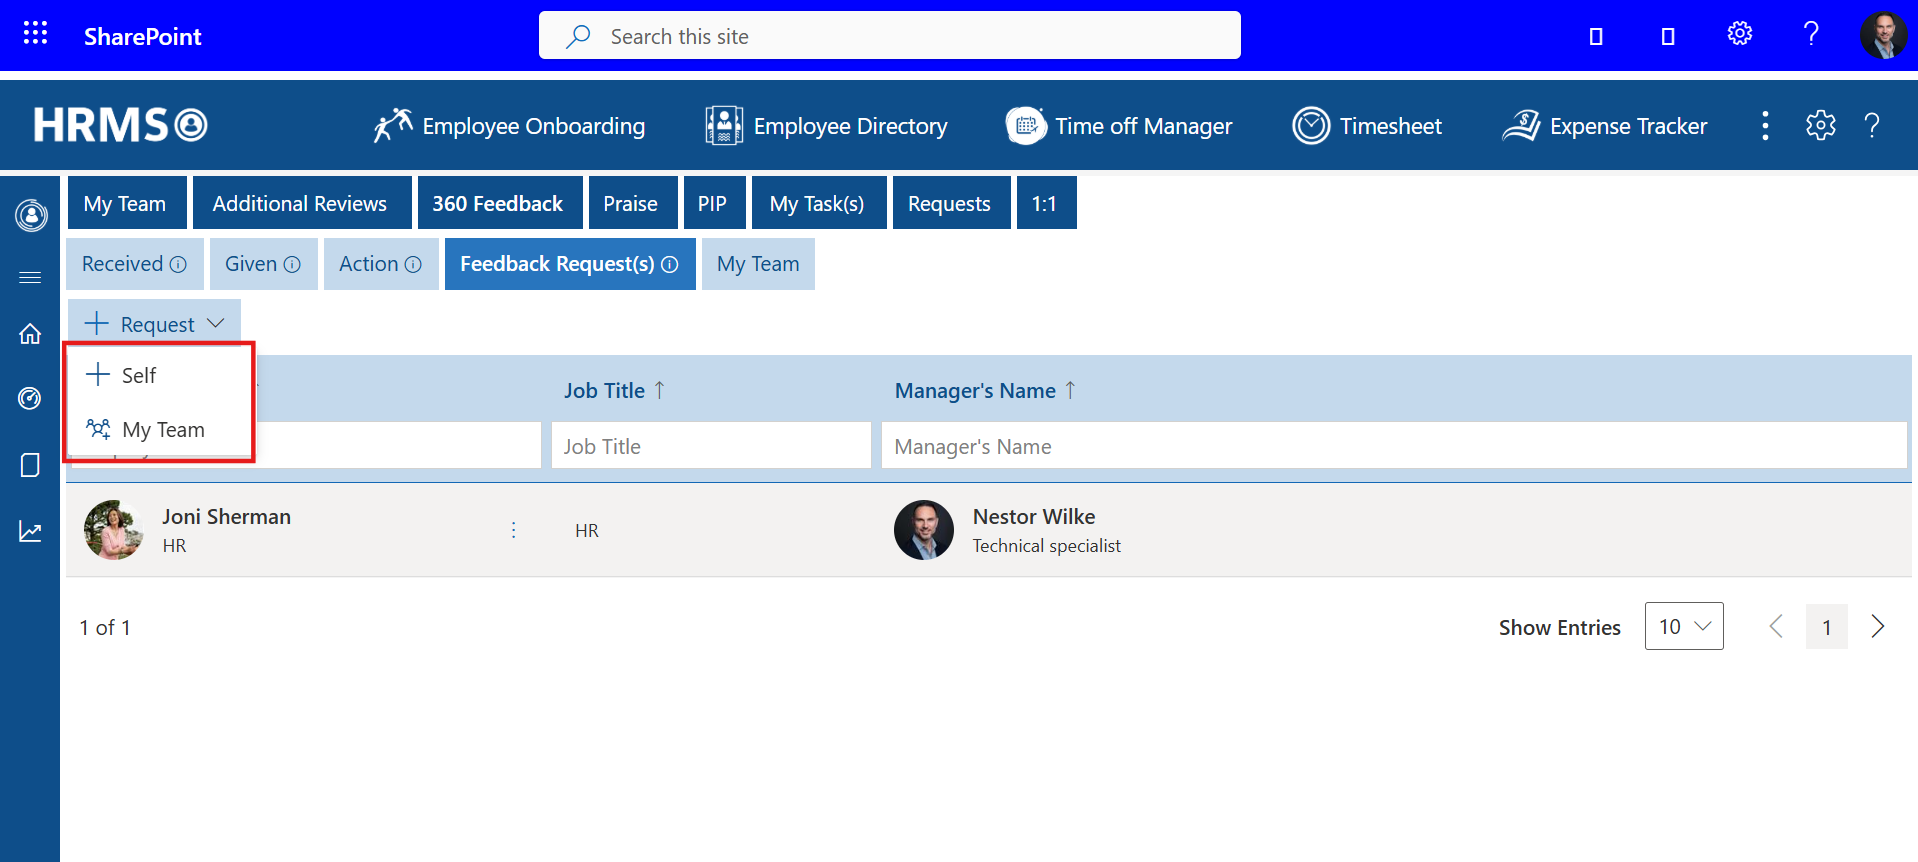 SharePoint
Search this site
HRMS
Employee Onboarding
Employee Directory
Time off Manager
Timesheet
Expense Tracker
My Team
Additional Reviews
360 Feedback
Praise
PIP
My Task(s)
Requests
1:1
Received
Given
Action
Feedback Request(s)
My Team
Request
Self
My Team
Job Title ↑
Manager's Name ↑
Job Title
Manager's Name
Joni Sherman
HR
HR
Nestor Wilke
Technical specialist
1 of 1
Show Entries
10
1